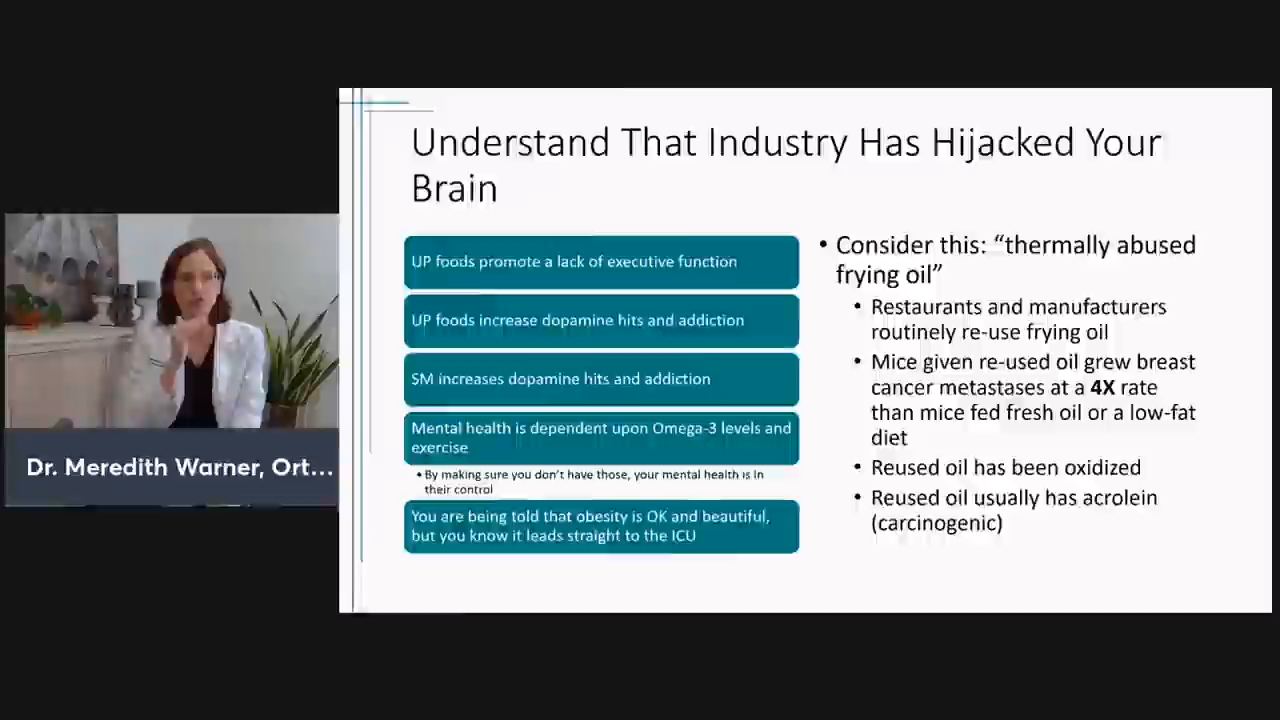 Understand That Industry Has Hijacked Your
Brain
UP foods promote a lack of executive function
UP foods increase dopamine hits and addiction
SM increases dopamine hits and addiction
Mental health is dependent upon Omega-3 levels and
exercise
• By making sure you don't have those, your mental health is in
their control
You are being told that obesity is OK and beautiful,
but you know it leads straight to the ICU
• Consider this: “thermally abused
frying oil”
• Restaurants and manufacturers
routinely re-use frying oil
• Mice given re-used oil grew breast
cancer metastases at a 4X rate
than mice fed fresh oil or a low-fat
diet
• Reused oil has been oxidized
• Reused oil usually has acrolein
(carcinogenic)
Dr. Meredith Warner, Ort...